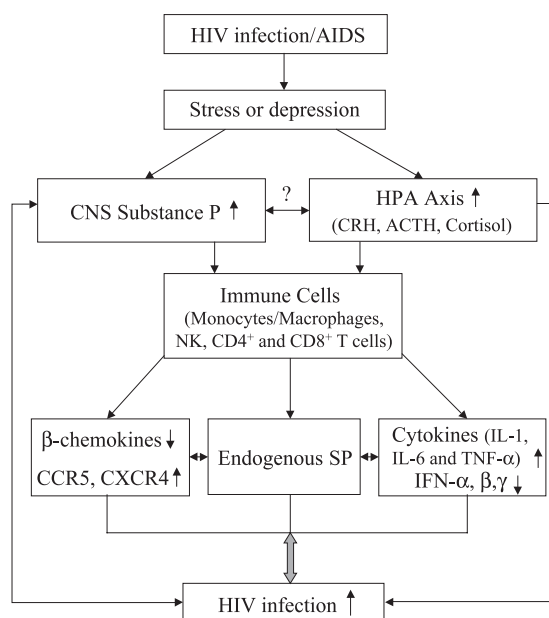 HIV infection/AIDS
Stress or depression
CNS Substance P ↑
?
HPA Axis ↑
(CRH, ACTH, Cortisol)
Immune Cells
(Monocytes/Macrophages,
NK, CD4⁺ and CD8⁺ T cells)
β-chemokines ↓
CCR5, CXCR4 ↑
Endogenous SP
Cytokines (IL-1,
IL-6 and TNF-α) ↑
IFN-α, β,γ ↓
HIV infection ↑